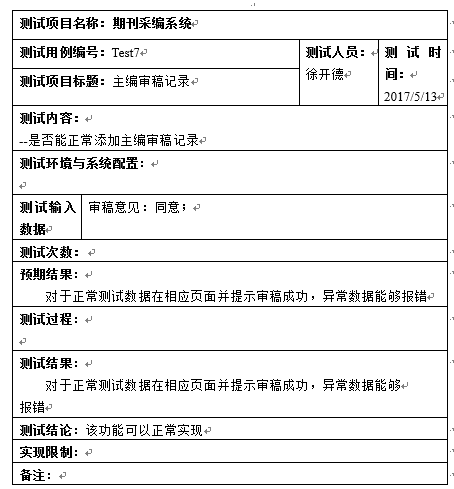 测试项目名称：期刊采编系统
测试用例编号：Test7
测试人员：
徐开德
测试时
间：
2017/5/13
测试项目标题：主编审稿记录
测试内容：
--是否能正常添加主编审稿记录
测试环境与系统配置：
测试输入
数据
审稿意见：同意；
测试次数：
预期结果：
对于正常测试数据在相应页面并提示审稿成功，异常数据能够报错
测试过程：
测试结果：
对于正常测试数据在相应页面并提示审稿成功，异常数据能够
报错
测试结论：该功能可以正常实现
实现限制：
备注：